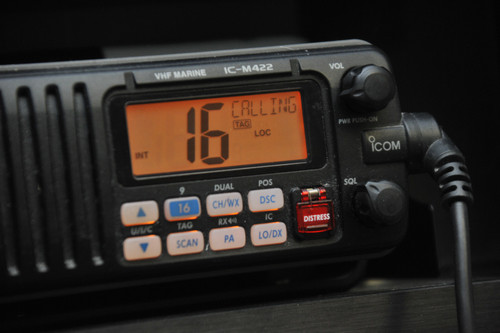 VHF MARINE IC-M422
VOL
16 CALLING
TAG
INT LOC
PWR PUSH-ON
ICOM
9 DUAL POS
SQL
▲ 16 CH/WX DSC
U/I/C TAG RX IC
DISTRESS
▼ SCAN PA LO/DX